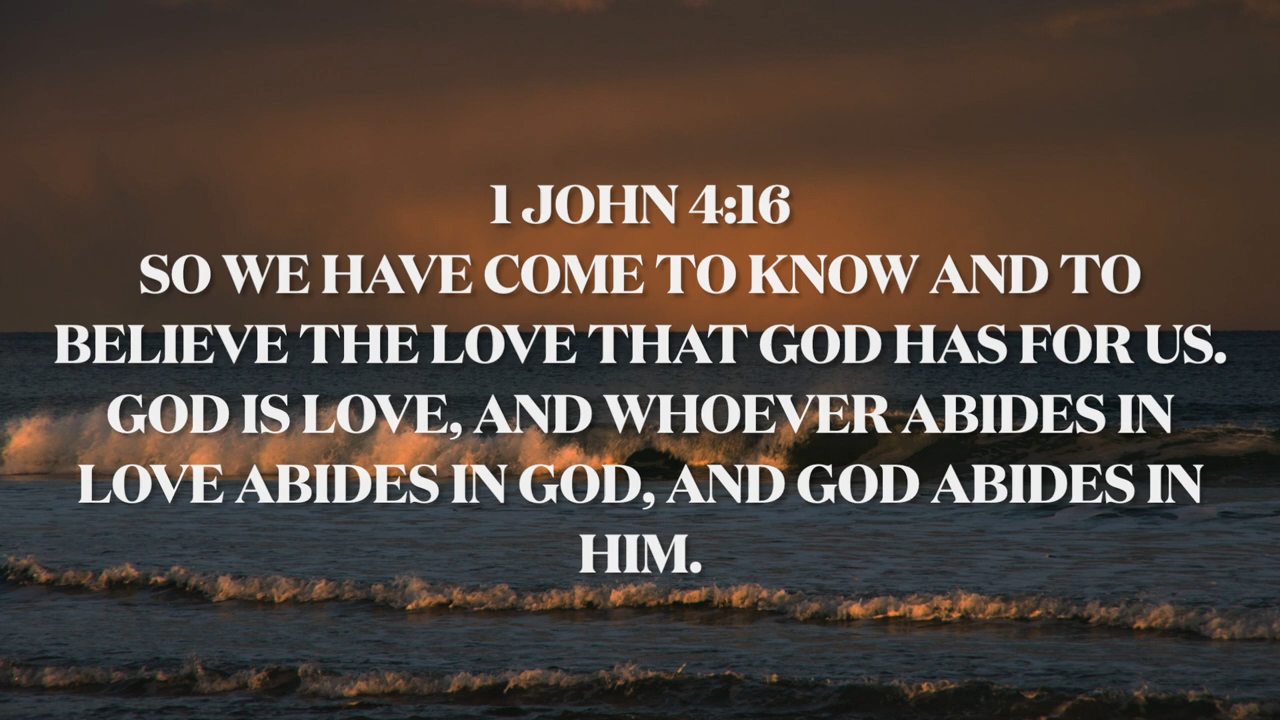 1 JOHN 4:16
SO WE HAVE COME TO KNOW AND TO
BELIEVE THE LOVE THAT GOD HAS FOR US.
GOD IS LOVE, AND WHOEVER ABIDES IN
LOVE ABIDES IN GOD, AND GOD ABIDES IN
HIM.